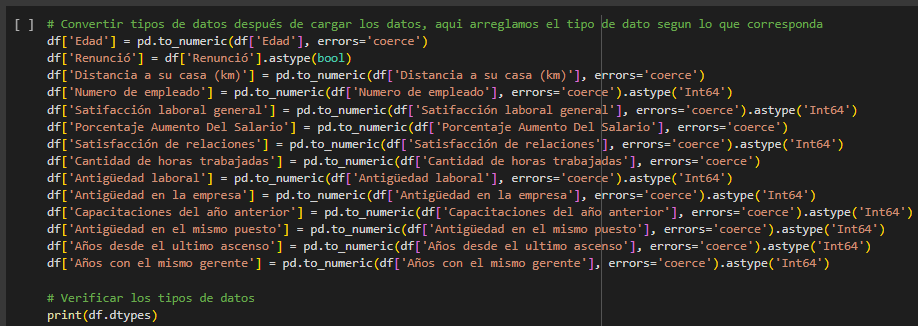 [ ] # Convertir tipos de datos después de cargar los datos, aqui arreglamos el tipo de dato segun lo que corresponda
df['Edad'] = pd.to_numeric(df['Edad'], errors='coerce')
df['Renunció'] = df['Renunció'].astype(bool)
df['Distancia a su casa (km)'] = pd.to_numeric(df['Distancia a su casa (km)'], errors='coerce')
df['Numero de empleado'] = pd.to_numeric(df['Numero de empleado'], errors='coerce').astype('Int64')
df['Satifacción laboral general'] = pd.to_numeric(df['Satifacción laboral general'], errors='coerce').astype('Int64')
df['Porcentaje Aumento Del Salario'] = pd.to_numeric(df['Porcentaje Aumento Del Salario'], errors='coerce')
df['Satisfacción de relaciones'] = pd.to_numeric(df['Satisfacción de relaciones'], errors='coerce').astype('Int64')
df['Cantidad de horas trabajadas'] = pd.to_numeric(df['Cantidad de horas trabajadas'], errors='coerce')
df['Antigüedad laboral'] = pd.to_numeric(df['Antigüedad laboral'], errors='coerce').astype('Int64')
df['Antigüedad en la empresa'] = pd.to_numeric(df['Antigüedad en la empresa'], errors='coerce').astype('Int64')
df['Capacitaciones del año anterior'] = pd.to_numeric(df['Capacitaciones del año anterior'], errors='coerce').astype('Int64')
df['Antigüedad en el mismo puesto'] = pd.to_numeric(df['Antigüedad en el mismo puesto'], errors='coerce').astype('Int64')
df['Años desde el ultimo ascenso'] = pd.to_numeric(df['Años desde el ultimo ascenso'], errors='coerce').astype('Int64')
df['Años con el mismo gerente'] = pd.to_numeric(df['Años con el mismo gerente'], errors='coerce').astype('Int64')
# Verificar los tipos de datos
print(df.dtypes)